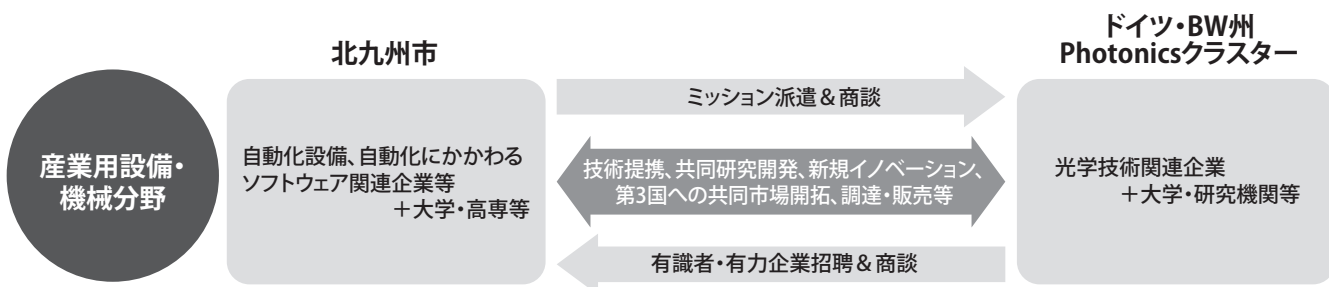 産業用設備・
機械分野
北九州市
自動化設備、自動化にかかわる
ソフトウェア関連企業等
＋大学・高専等
ミッション派遣&商談
技術提携、共同研究開発、新規イノベーション、
第3国への共同市場開拓、調達・販売等
有識者・有力企業招聘&商談
ドイツ・BW州
Photonicsクラスター
光学技術関連企業
＋大学・研究機関等